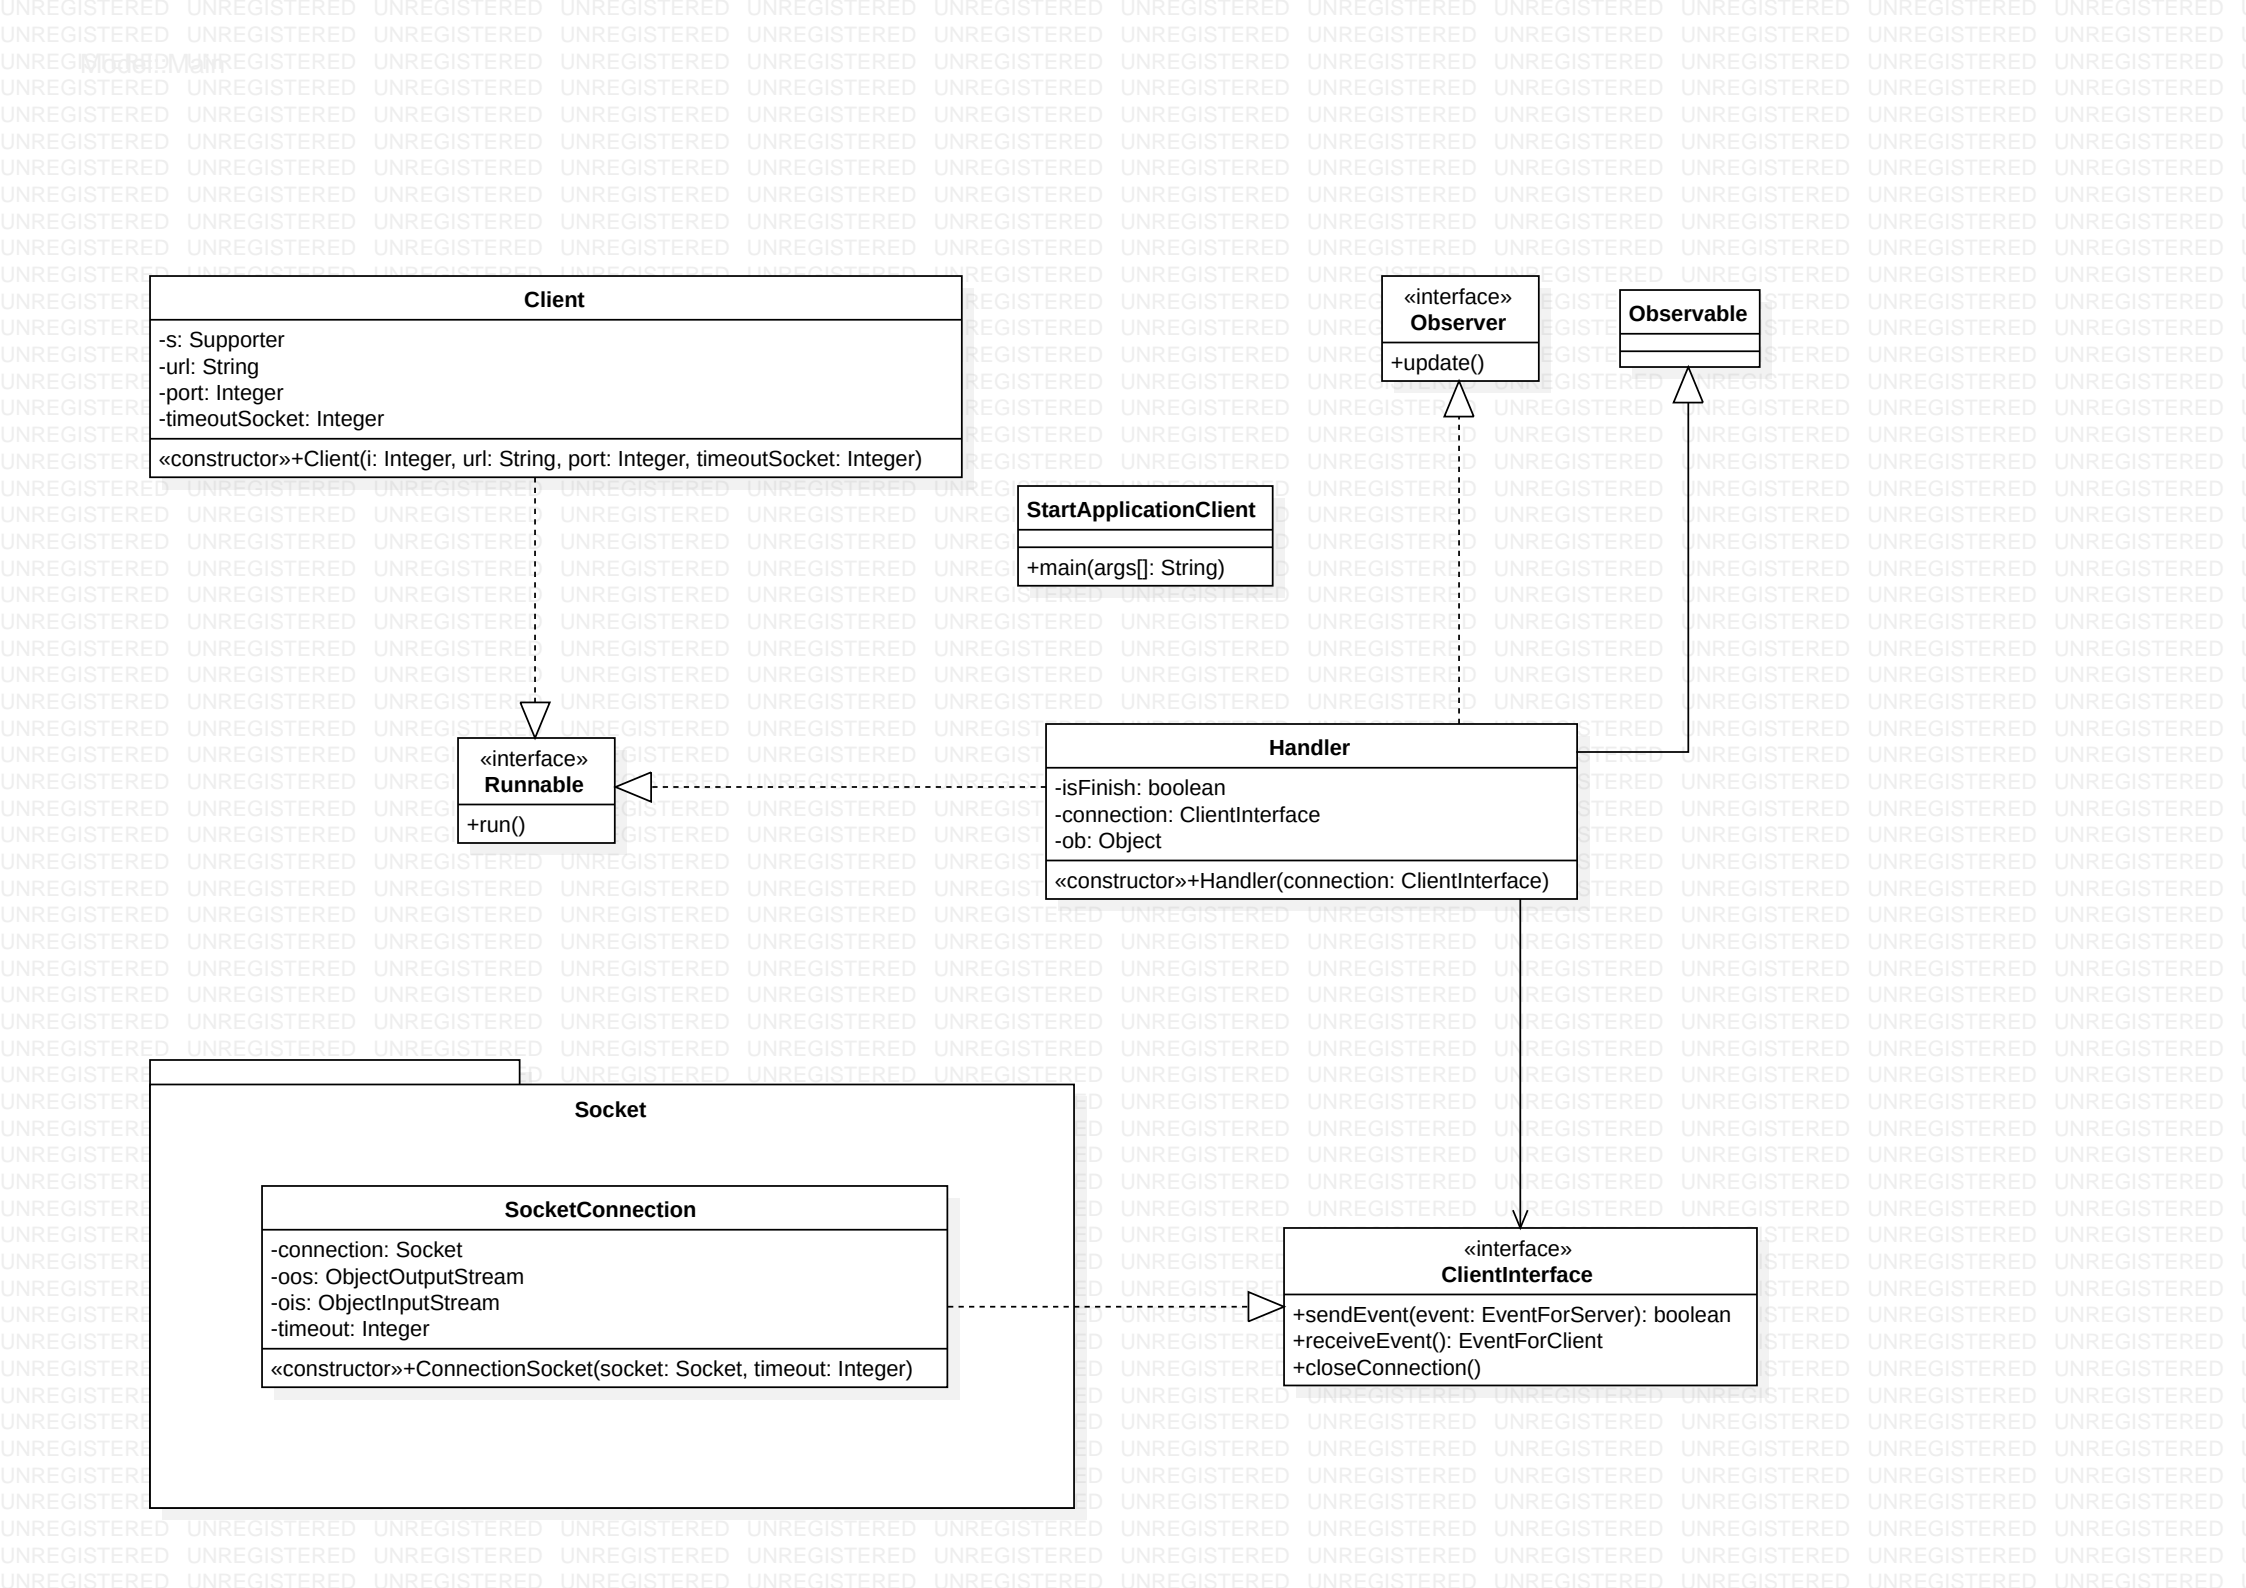 Model::Main
Client
-s: Supporter
-url: String
-port: Integer
-timeoutSocket: Integer
«constructor»+Client(i: Integer, url: String, port: Integer, timeoutSocket: Integer)
«interface»
Observer
+update()
Observable
StartApplicationClient
+main(args[]: String)
«interface»
Runnable
+run()
Handler
-isFinish: boolean
-connection: ClientInterface
-ob: Object
«constructor»+Handler(connection: ClientInterface)
Socket
SocketConnection
-connection: Socket
-oos: ObjectOutputStream
-ois: ObjectInputStream
-timeout: Integer
«constructor»+ConnectionSocket(socket: Socket, timeout: Integer)
«interface»
ClientInterface
+sendEvent(event: EventForServer): boolean
+receiveEvent(): EventForClient
+closeConnection()
UNREGISTERED